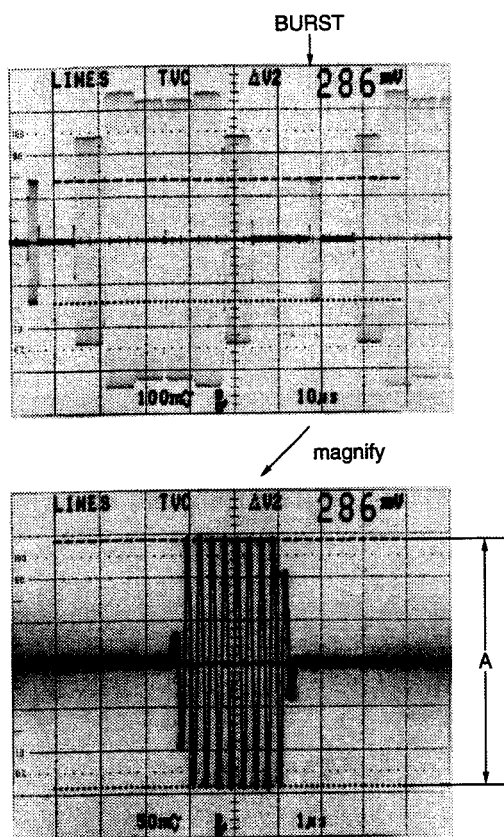 BURST
LINES TVC ΔV2 286mV
100mV 10µs
magnify
LINES TVC ΔV2 286mV
A
50mV 1µs